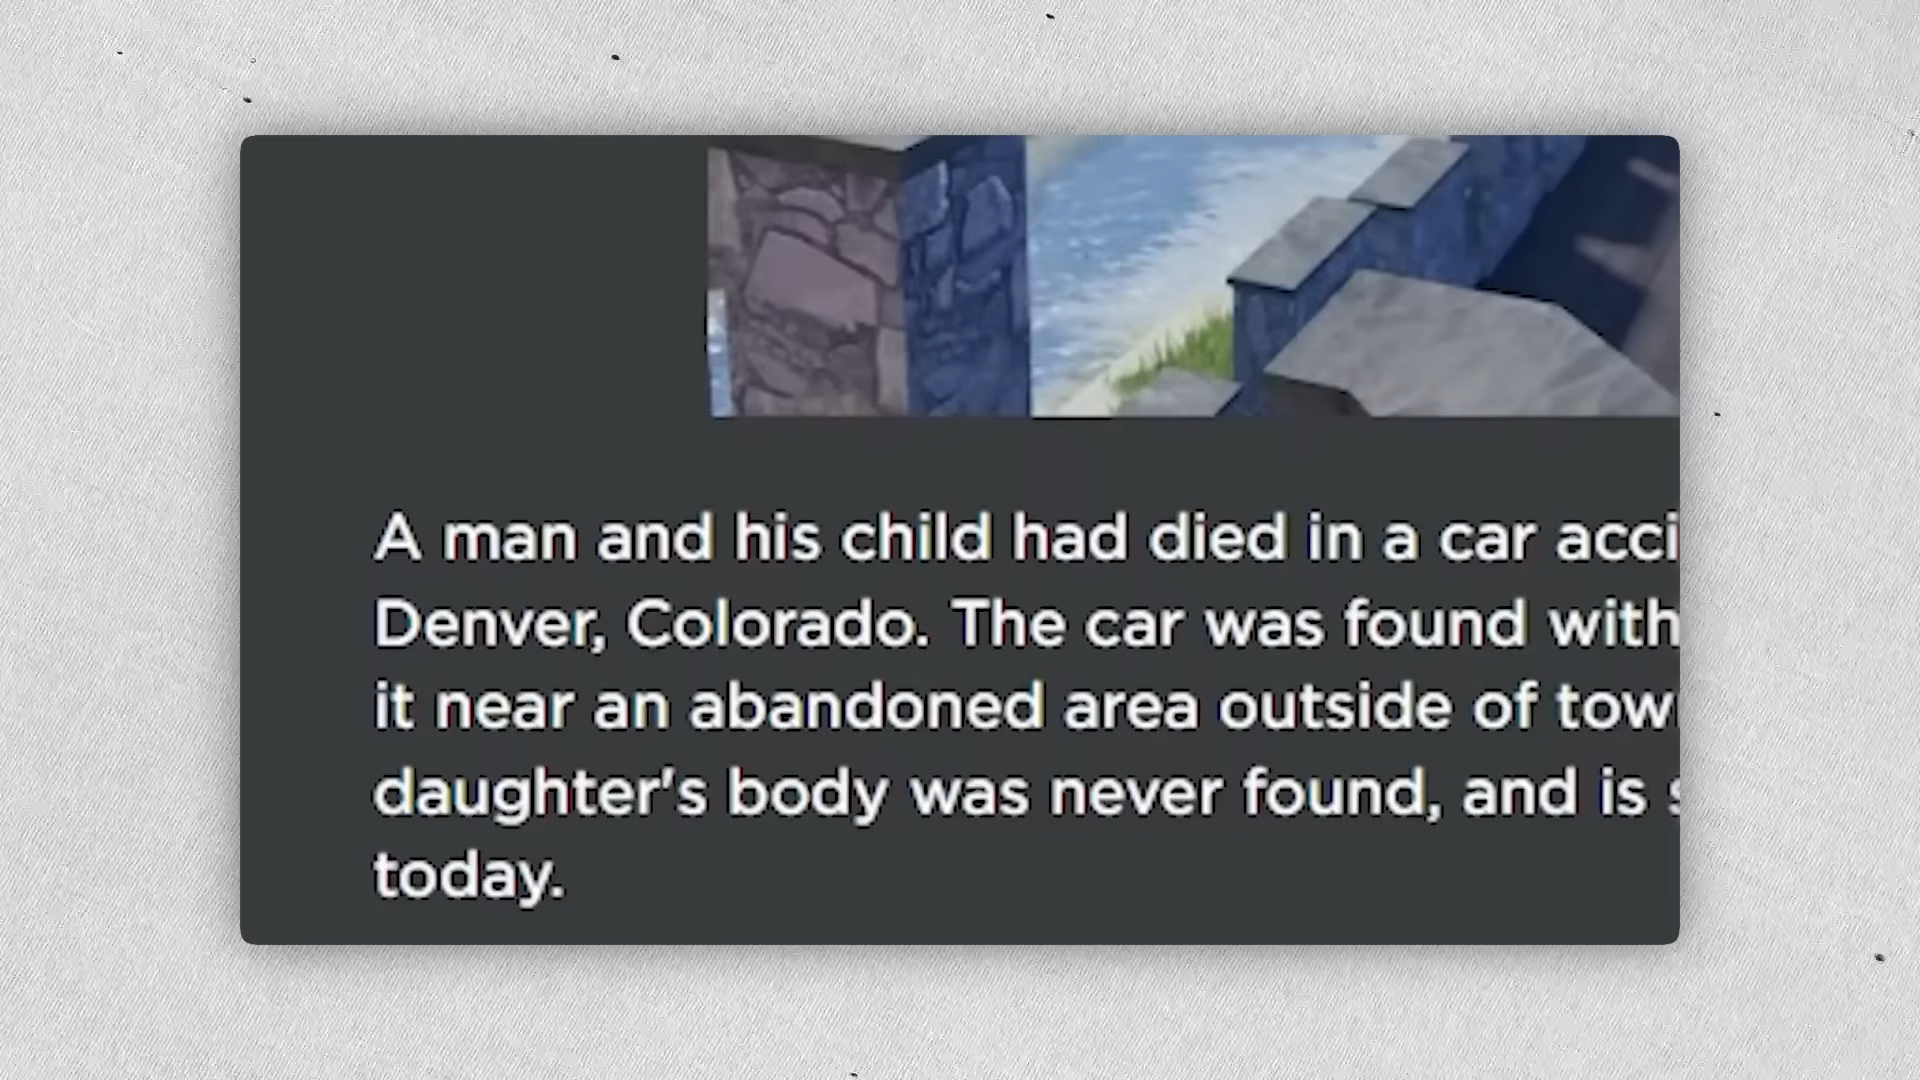 A man and his child had died in a car acci
Denver, Colorado. The car was found with
it near an abandoned area outside of tow
daughter's body was never found, and is
today.